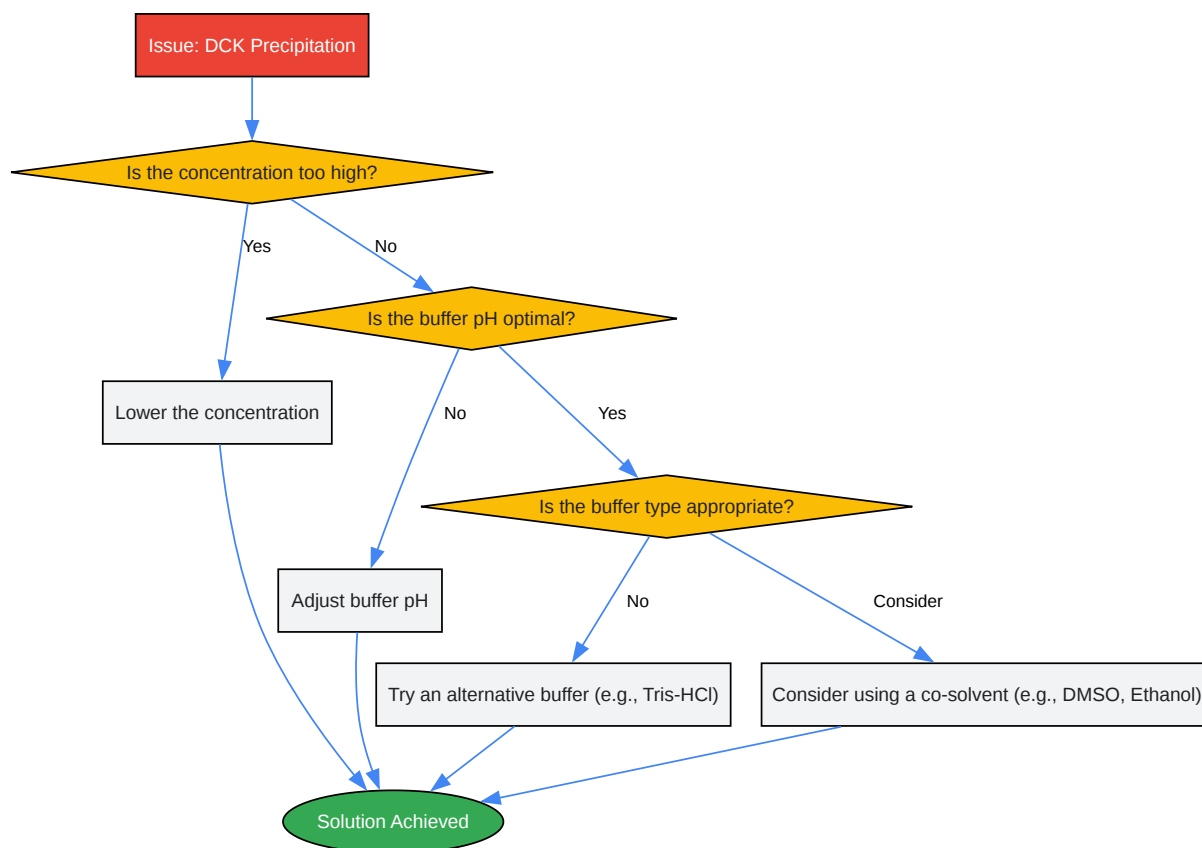 Issue: DCK Precipitation
Is the concentration too high?
Yes
No
Is the buffer pH optimal?
Lower the concentration
No
Yes
Is the buffer type appropriate?
Adjust buffer pH
No
Consider
Try an alternative buffer (e.g., Tris-HCl)
Consider using a co-solvent (e.g., DMSO, Ethanol)
Solution Achieved